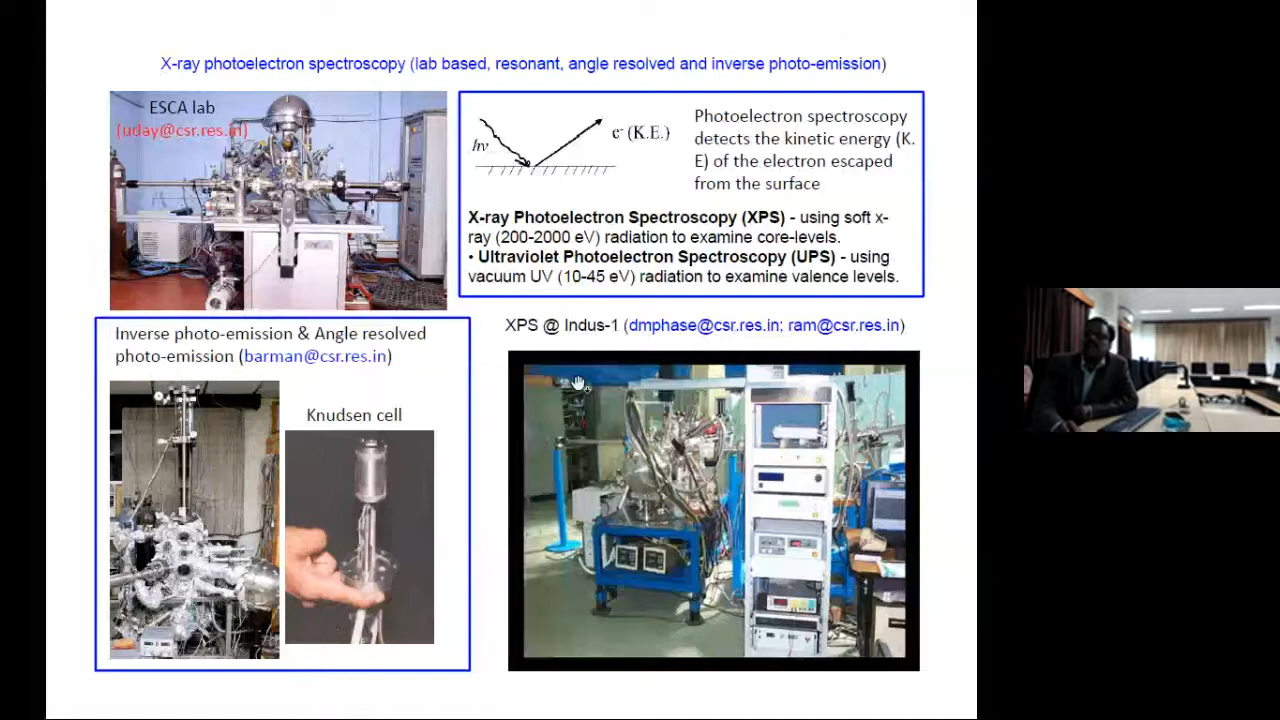 X-ray photoelectron spectroscopy (lab based, resonant, angle resolved and inverse photo-emission)
ESCA lab
(uday@csr.res.in)
hν
e⁻ (K.E.)
Photoelectron spectroscopy
detects the kinetic energy (K.
E) of the electron escaped
from the surface
X-ray Photoelectron Spectroscopy (XPS) - using soft x-
ray (200-2000 eV) radiation to examine core-levels.
• Ultraviolet Photoelectron Spectroscopy (UPS) - using
vacuum UV (10-45 eV) radiation to examine valence levels.
Inverse photo-emission & Angle resolved
photo-emission (barman@csr.res.in)
Knudsen cell
XPS @ Indus-1 (dmphase@csr.res.in; ram@csr.res.in)